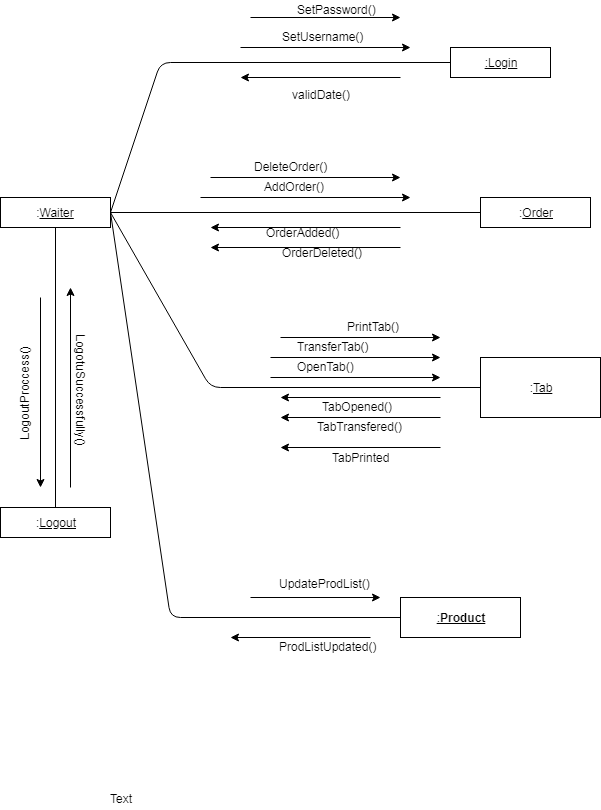 SetPassword()
SetUsername()
:Login
validDate()
DeleteOrder()
AddOrder()
:Waiter
:Order
OrderAdded()
OrderDeleted()
PrintTab()
TransferTab()
OpenTab()
:Tab
TabOpened()
TabTransfered()
TabPrinted
LogoutProccess()
LogotuSuccessfully()
:Logout
UpdateProdList()
:Product
ProdListUpdated()
Text